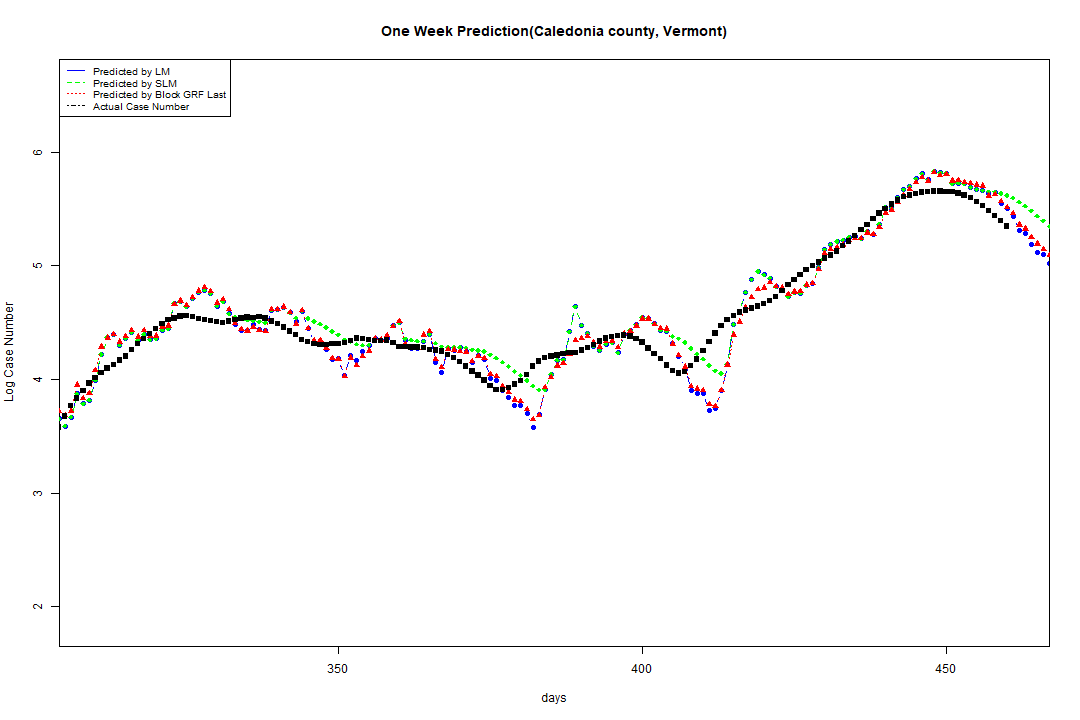 One Week Prediction(Caledonia county, Vermont)
Predicted by LM
Predicted by SLM
Predicted by Block GRF Last
Actual Case Number
Log Case Number
6
5
4
3
2
350 400 450
days